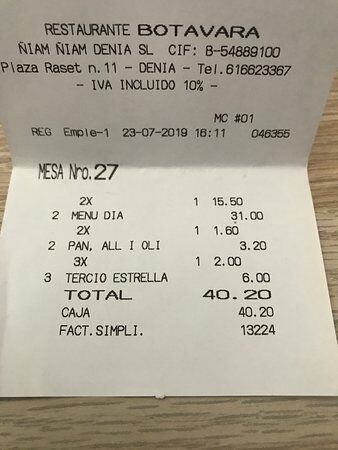 RESTAURANTE BOTAVARA
ÑIAM ÑIAM DENIA SL CIF: B-54889100
Plaza Raset n.11 - DENIA - Tel.616623367
- IVA INCLUIDO 10% -
MC #01
REG Emple-1 23-07-2019 16:11 046355
MESA Nro.27
2X 1 15.50
2 MENU DIA 31.00
2X 1 1.60
2 PAN, ALL I OLI 3.20
3X 1 2.00
3 TERCIO ESTRELLA 6.00
TOTAL 40.20
CAJA 40.20
FACT.SIMPLI. 13224